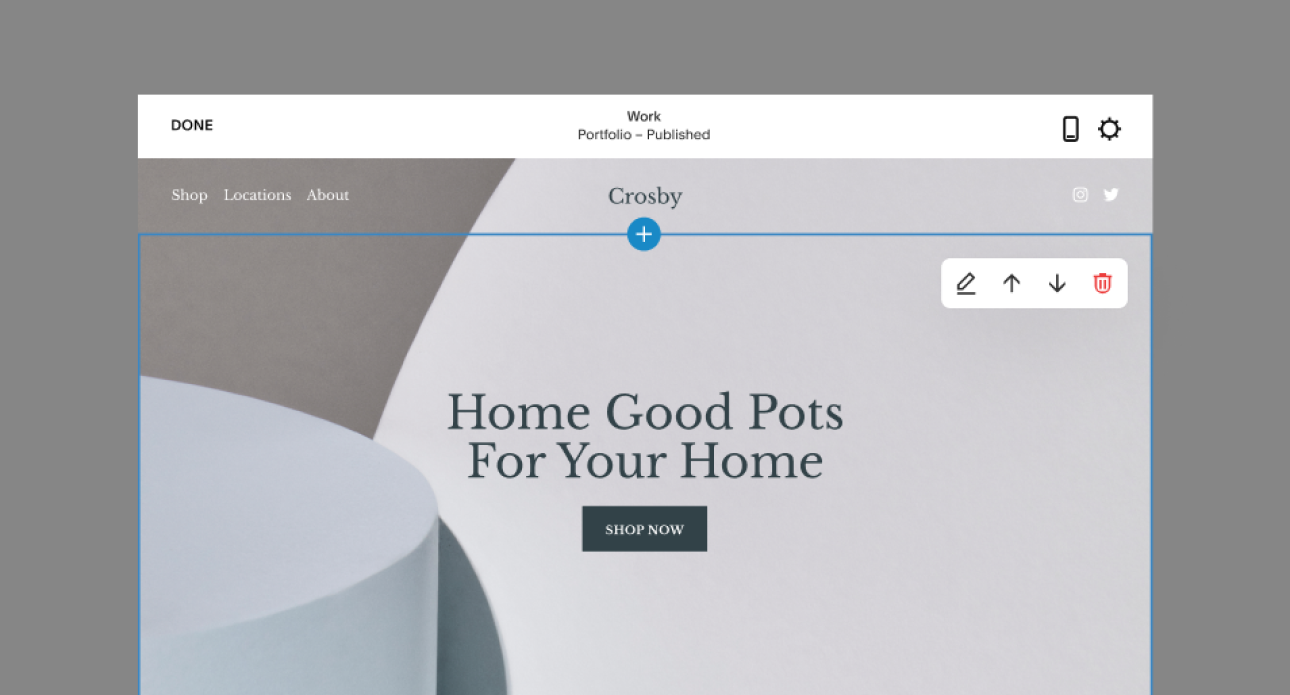 DONE
Work
Portfolio – Published
Shop Locations About
Crosby
Home Good Pots
For Your Home
SHOP NOW